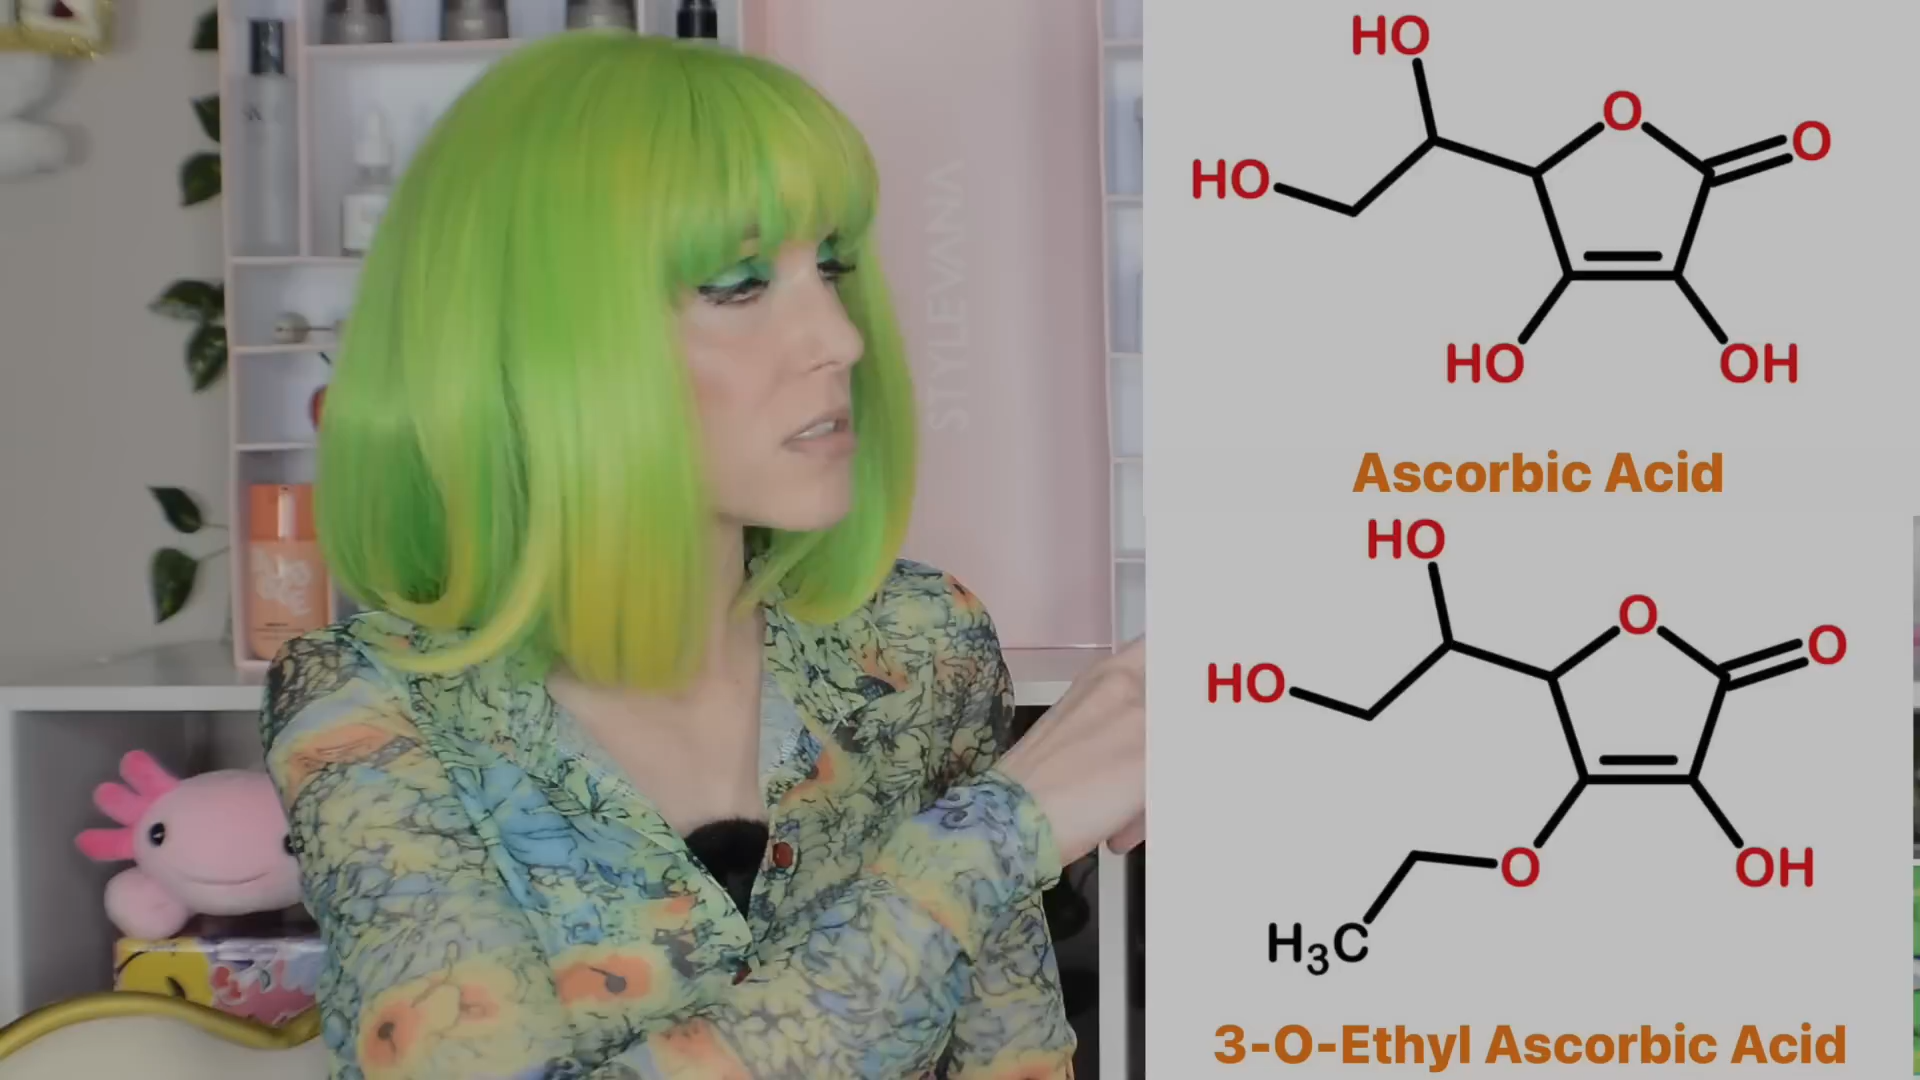 STYLEVANA
HO
O
O
HO
HO
OH
Ascorbic Acid
HO
O
O
HO
O
OH
H₃C
3-O-Ethyl Ascorbic Acid